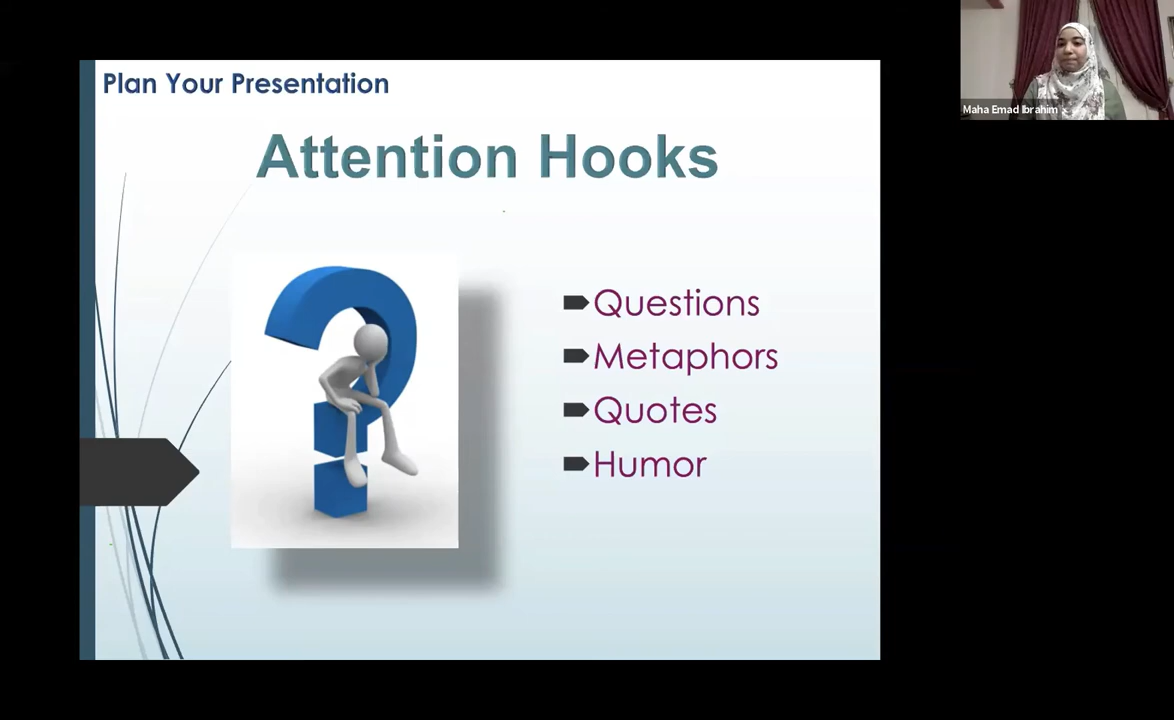 Plan Your Presentation
Attention Hooks
Questions
Metaphors
Quotes
Humor
Maha Emad Ibrahim